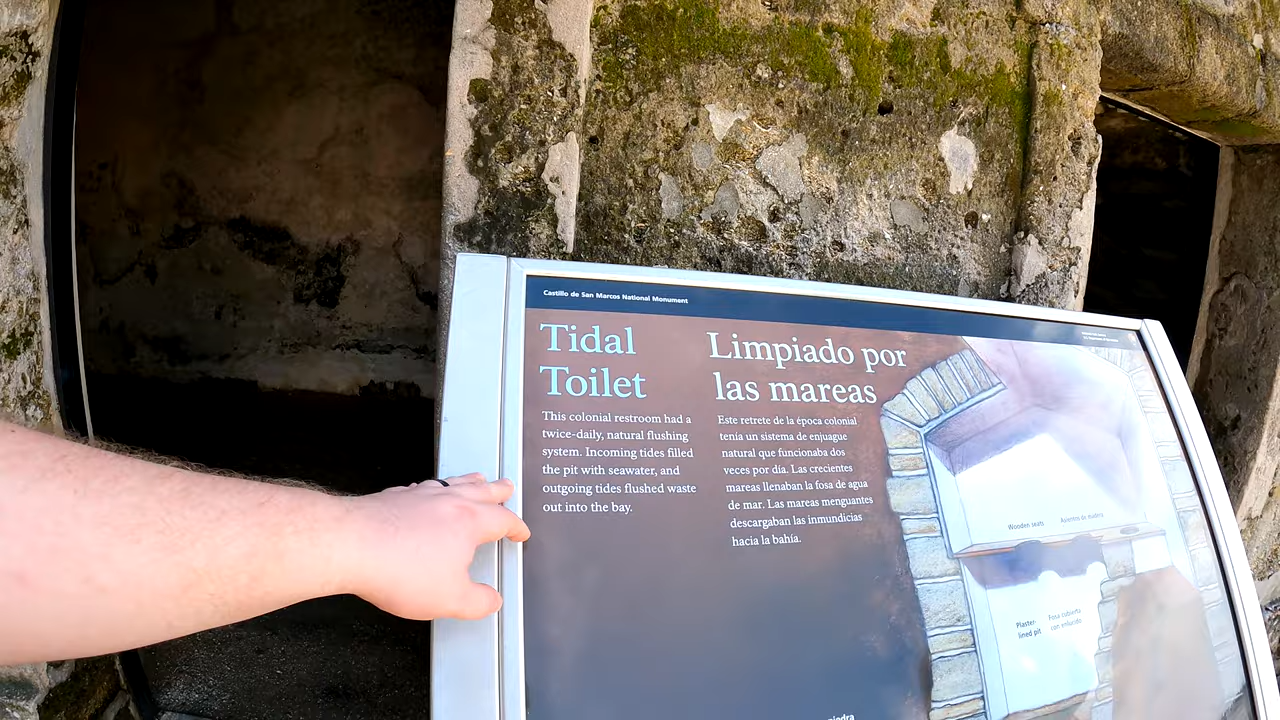 Castillo de San Marcos National Monument
Tidal
Toilet
This colonial restroom had a
twice-daily, natural flushing
system. Incoming tides filled
the pit with seawater, and
outgoing tides flushed waste
out into the bay.
Limpiado por
las mareas
Este retrete de la época colonial
tenía un sistema de enjuague
natural que funcionaba dos
veces por día. Las crecientes
mareas llenaban la fosa de agua
de mar. Las mareas menguantes
descargaban las inmundicias
hacia la bahía.
Wooden seats
Asientos de madera
Plaster-
lined pit
Fosa cubierta
con enlucido
piedra